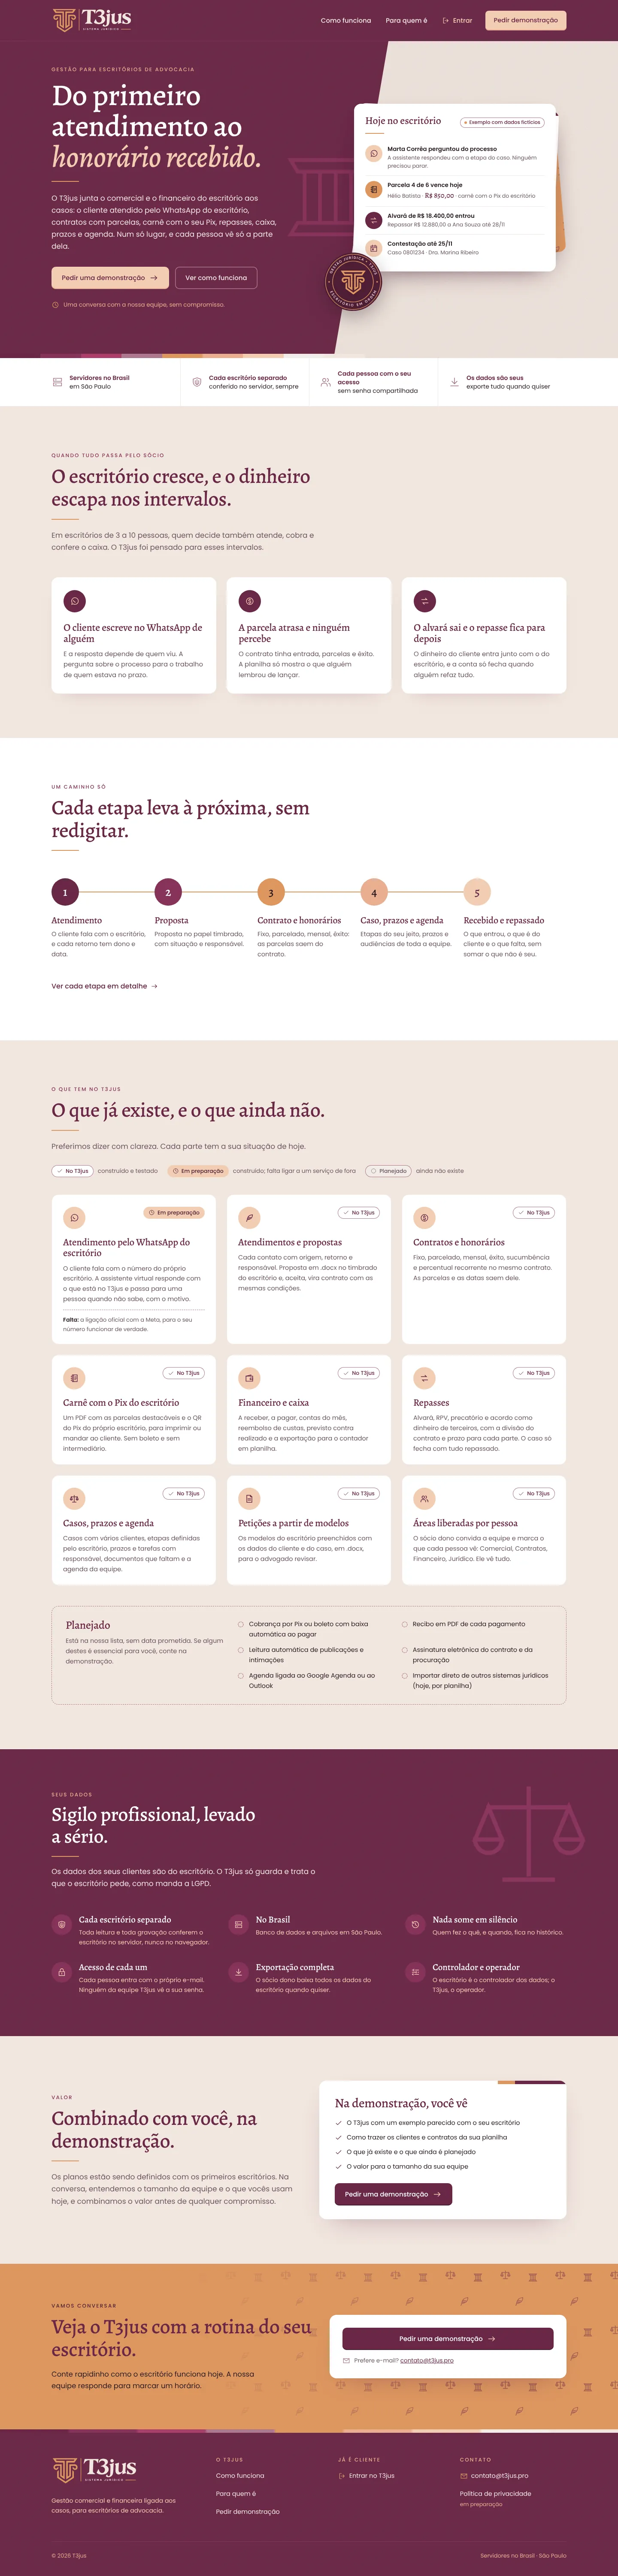 T3jus
SISTEMA JURÍDICO
Como funciona
Para quem é
Entrar
Pedir demonstração
GESTÃO PARA ESCRITÓRIOS DE ADVOCACIA
Do primeiro
atendimento ao
honorário recebido.
O T3jus junta o comercial e o financeiro do escritório aos
casos: o cliente atendido pelo WhatsApp do escritório,
contratos com parcelas, carnê com o seu Pix, repasses, caixa,
prazos e agenda. Num só lugar, e cada pessoa vê só a parte
dela.
Pedir uma demonstração
Ver como funciona
Uma conversa com a nossa equipe, sem compromisso.
Hoje no escritório
Exemplo com dados fictícios
Marta Corrêa perguntou do processo
A assistente respondeu com a etapa do caso. Ninguém
precisou parar.
Parcela 4 de 6 vence hoje
Hélio Batista · R$ 850,00 · carnê com o Pix do escritório
Alvará de R$ 18.400,00 entrou
Repassar R$ 12.880,00 a Ana Souza até 28/11
Contestação até 25/11
Caso 0801234 · Dra. Marina Ribeiro
Servidores no Brasil
em São Paulo
Cada escritório separado
conferido no servidor, sempre
Cada pessoa com o seu
acesso
sem senha compartilhada
Os dados são seus
exporte tudo quando quiser
QUANDO TUDO PASSA PELO SÓCIO
O escritório cresce, e o dinheiro
escapa nos intervalos.
Em escritórios de 3 a 10 pessoas, quem decide também atende, cobra e
confere o caixa. O T3jus foi pensado para esses intervalos.
O cliente escreve no WhatsApp de
alguém
E a resposta depende de quem viu. A
pergunta sobre o processo para o trabalho
de quem estava no prazo.
A parcela atrasa e ninguém
percebe
O contrato tinha entrada, parcelas e êxito.
A planilha só mostra o que alguém
lembrou de lançar.
O alvará sai e o repasse fica para
depois
O dinheiro do cliente entra junto com o do
escritório, e a conta só fecha quando
alguém refaz tudo.
UM CAMINHO SÓ
Cada etapa leva à próxima, sem
redigitar.
1
2
3
4
5
Atendimento
O cliente fala com o escritório,
e cada retorno tem dono e
data.
Proposta
Proposta no papel timbrado,
com situação e responsável.
Contrato e honorários
Fixo, parcelado, mensal, êxito:
as parcelas saem do
contrato.
Caso, prazos e agenda
Etapas do seu jeito, prazos e
audiências de toda a equipe.
Recebido e repassado
O que entrou, o que é do
cliente e o que falta, sem
somar o que não é seu.
Ver cada etapa em detalhe
O QUE TEM NO T3JUS
O que já existe, e o que ainda não.
Preferimos dizer com clareza. Cada parte tem a sua situação de hoje.
No T3jus
construído e testado
Em preparação
construído; falta ligar a um serviço de fora
Planejado
ainda não existe
Em preparação
Atendimento pelo WhatsApp do
escritório
O cliente fala com o número do próprio
escritório. A assistente virtual responde com
o que está no T3jus e passa para uma
pessoa quando não sabe, com o motivo.
Falta: a ligação oficial com a Meta, para o seu
número funcionar de verdade.
No T3jus
Atendimentos e propostas
Cada contato com origem, retorno e
responsável. Proposta em .docx no timbrado
do escritório e, aceita, vira contrato com as
mesmas condições.
No T3jus
Contratos e honorários
Fixo, parcelado, mensal, êxito, sucumbência
e percentual recorrente no mesmo contrato.
As parcelas e as datas saem dele.
No T3jus
Carnê com o Pix do escritório
Um PDF com as parcelas destacáveis e o QR
do Pix do próprio escritório, para imprimir ou
mandar ao cliente. Sem boleto e sem
intermediário.
No T3jus
Financeiro e caixa
A receber, a pagar, contas do mês,
reembolso de custas, previsto contra
realizado e a exportação para o contador
em planilha.
No T3jus
Repasses
Alvará, RPV, precatório e acordo como
dinheiro de terceiros, com a divisão do
contrato e prazo para cada parte. O caso só
fecha com tudo repassado.
No T3jus
Casos, prazos e agenda
Casos com vários clientes, etapas definidas
pelo escritório, prazos e tarefas com
responsável, documentos que faltam e a
agenda da equipe.
No T3jus
Petições a partir de modelos
Os modelos do escritório preenchidos com
os dados do cliente e do caso, em .docx,
para o advogado revisar.
No T3jus
Áreas liberadas por pessoa
O sócio dono convida a equipe e marca o
que cada pessoa vê: Comercial, Contratos,
Financeiro, Jurídico. Ele vê tudo.
Planejado
Está na nossa lista, sem data prometida. Se algum
destes é essencial para você, conte na
demonstração.
Cobrança por Pix ou boleto com baixa
automática ao pagar
Recibo em PDF de cada pagamento
Leitura automática de publicações e
intimações
Assinatura eletrônica do contrato e da
procuração
Agenda ligada ao Google Agenda ou ao
Outlook
Importar direto de outros sistemas jurídicos
(hoje, por planilha)
SEUS DADOS
Sigilo profissional, levado
a sério.
Os dados dos seus clientes são do escritório. O T3jus só guarda e trata o
que o escritório pede, como manda a LGPD.
Cada escritório separado
Toda leitura e toda gravação conferem o
escritório no servidor, nunca no navegador.
No Brasil
Banco de dados e arquivos em São Paulo.
Nada some em silêncio
Quem fez o quê, e quando, fica no histórico.
Acesso de cada um
Cada pessoa entra com o próprio e-mail.
Ninguém da equipe T3jus vê a sua senha.
Exportação completa
O sócio dono baixa todos os dados do
escritório quando quiser.
Controlador e operador
O escritório é o controlador dos dados; o
T3jus, o operador.
VALOR
Combinado com você, na
demonstração.
Os planos estão sendo definidos com os primeiros escritórios. Na
conversa, entendemos o tamanho da equipe e o que vocês usam
hoje, e combinamos o valor antes de qualquer compromisso.
Na demonstração, você vê
O T3jus com um exemplo parecido com o seu escritório
Como trazer os clientes e contratos da sua planilha
O que já existe e o que ainda é planejado
O valor para o tamanho da sua equipe
Pedir uma demonstração
VAMOS CONVERSAR
Veja o T3jus com a rotina do seu
escritório.
Conte rapidinho como o escritório funciona hoje. A nossa
equipe responde para marcar um horário.
Pedir uma demonstração
Prefere e-mail? contato@t3jus.pro
T3jus
SISTEMA JURÍDICO
Gestão comercial e financeira ligada aos
casos, para escritórios de advocacia.
O T3JUS
Como funciona
Para quem é
Pedir demonstração
JÁ É CLIENTE
Entrar no T3jus
CONTATO
contato@t3jus.pro
Política de privacidade
em preparação
© 2026 T3jus
Servidores no Brasil · São Paulo